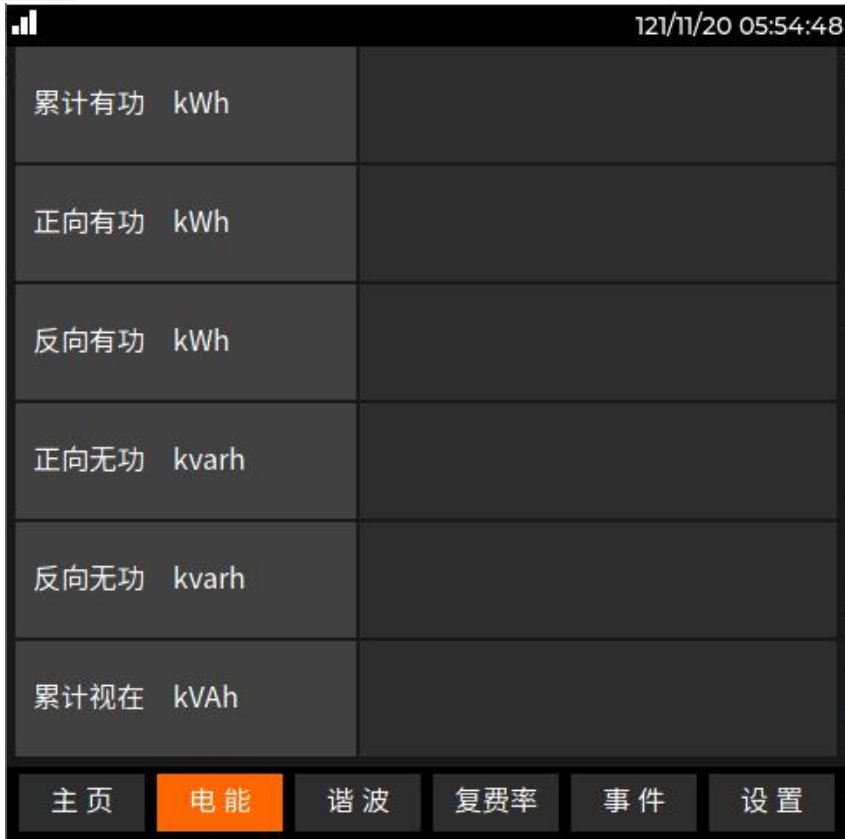 121/11/20 05:54:48
累计有功 kWh
正向有功 kWh
反向有功 kWh
正向无功 kvarh
反向无功 kvarh
累计视在 kVAh
主页 电能 谐波 复费率 事件 设置